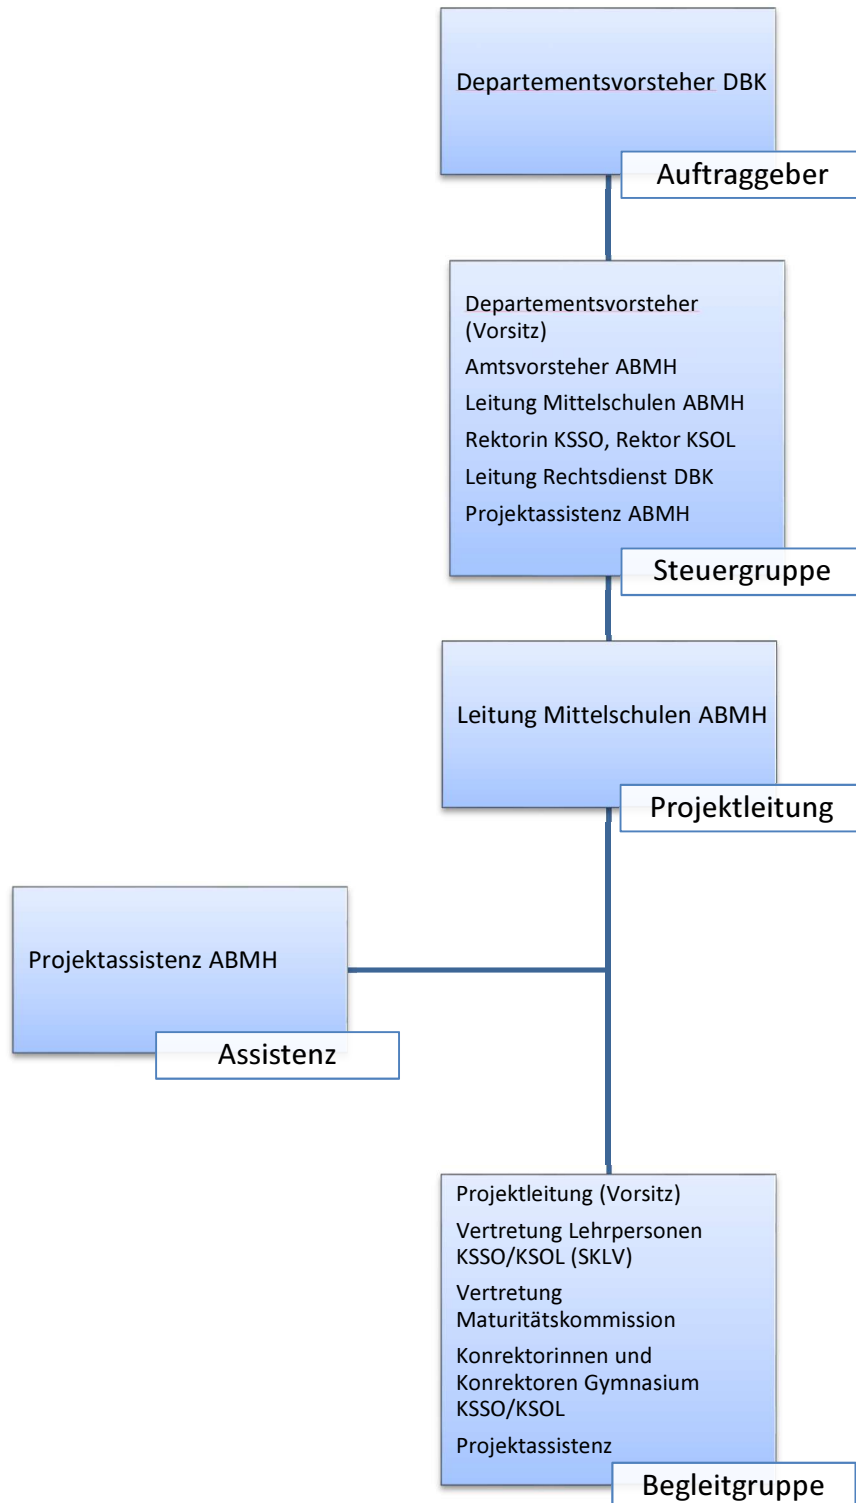 Departementsvorsteher DBK
Auftraggeber
Departementsvorsteher
(Vorsitz)
Amtsvorsteher ABMH
Leitung Mittelschulen ABMH
Rektorin KSSO, Rektor KSOL
Leitung Rechtsdienst DBK
Projektassistenz ABMH
Steuergruppe
Leitung Mittelschulen ABMH
Projektleitung
Projektassistenz ABMH
Assistenz
Projektleitung (Vorsitz)
Vertretung Lehrpersonen
KSSO/KSOL (SKLV)
Vertretung
Maturitätskommission
Konrektorinnen und
Konrektoren Gymnasium
KSSO/KSOL
Projektassistenz
Begleitgruppe